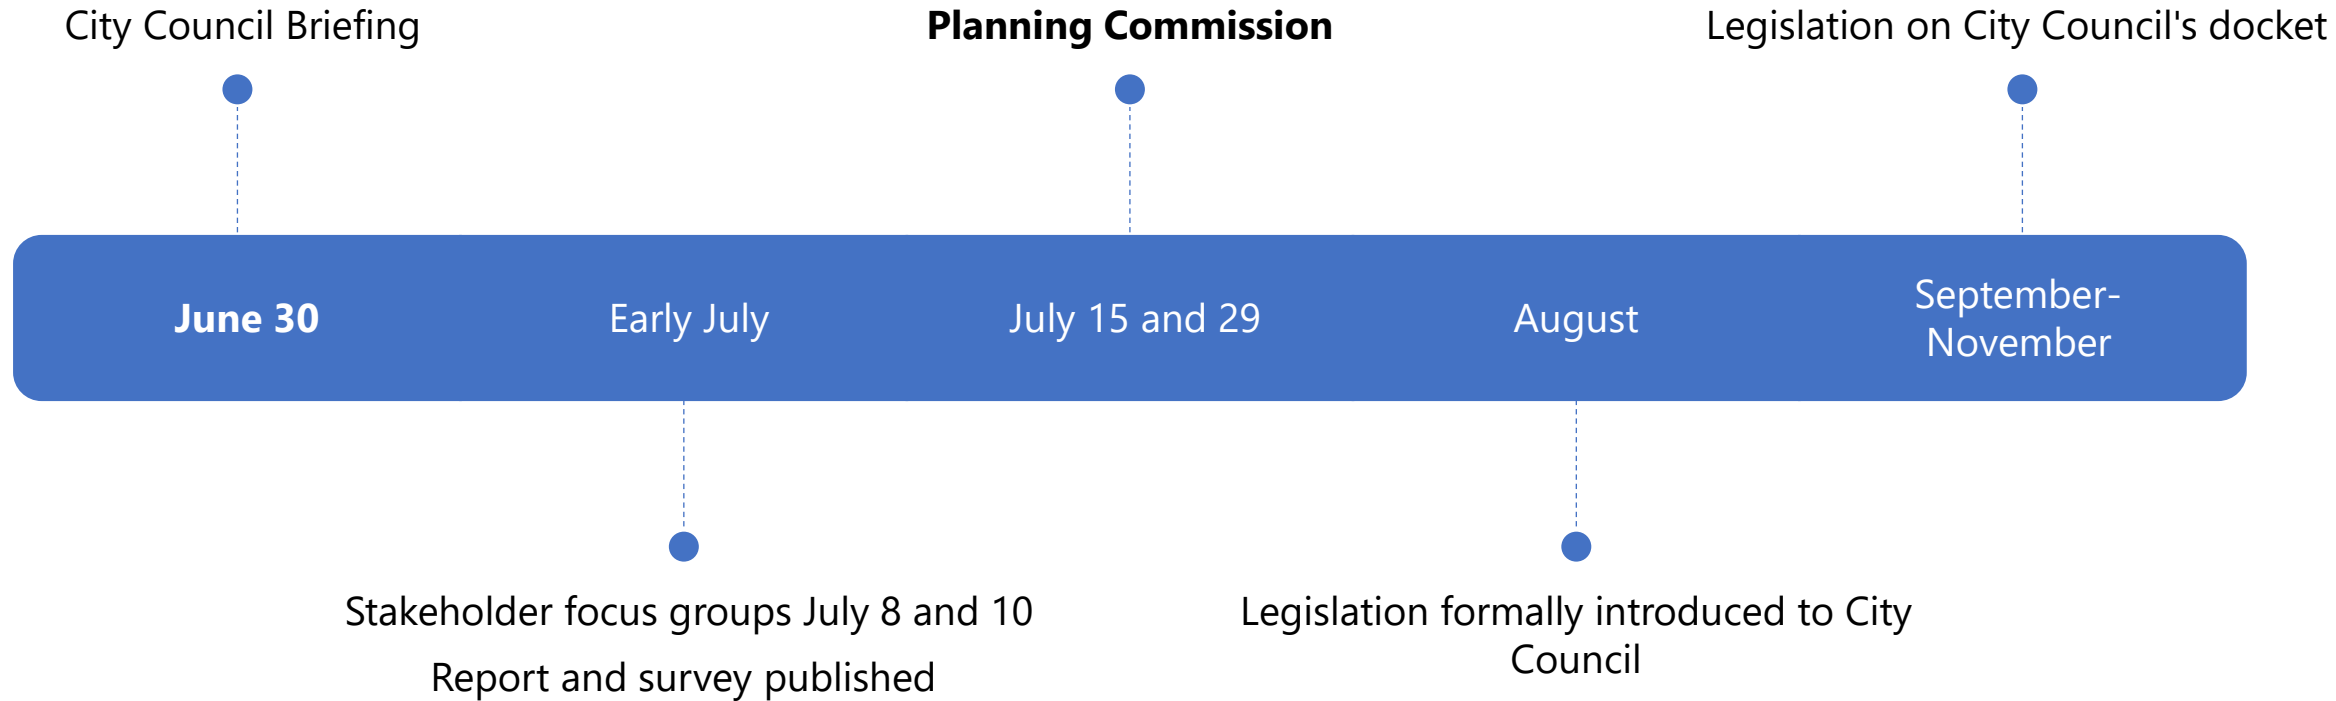 City Council Briefing
Planning Commission
Legislation on City Council's docket
June 30
Early July
July 15 and 29
August
September-
November
Stakeholder focus groups July 8 and 10
Report and survey published
Legislation formally introduced to City
Council